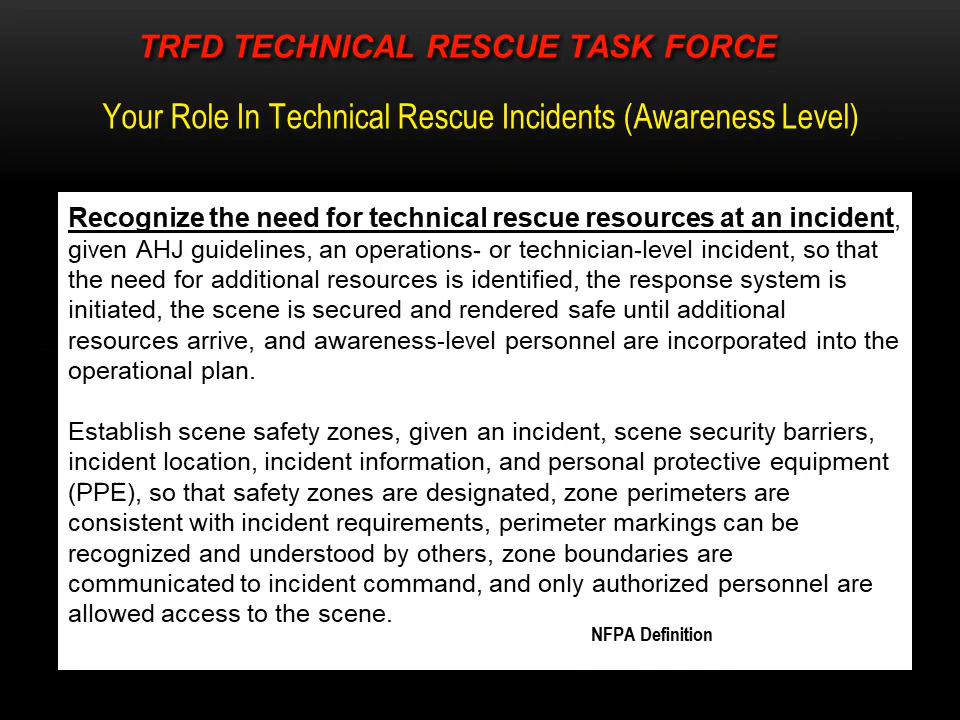 TRFD TECHNICAL RESCUE TASK FORCE
Your Role In Technical Rescue Incidents (Awareness Level)
Recognize the need for technical rescue resources at an incident,
given AHJ guidelines, an operations- or technician-level incident, so that
the need for additional resources is identified, the response system is
initiated, the scene is secured and rendered safe until additional
resources arrive, and awareness-level personnel are incorporated into the
operational plan.
Establish scene safety zones, given an incident, scene security barriers,
incident location, incident information, and personal protective equipment
(PPE), so that safety zones are designated, zone perimeters are
consistent with incident requirements, perimeter markings can be
recognized and understood by others, zone boundaries are
communicated to incident command, and only authorized personnel are
allowed access to the scene.
NFPA Definition